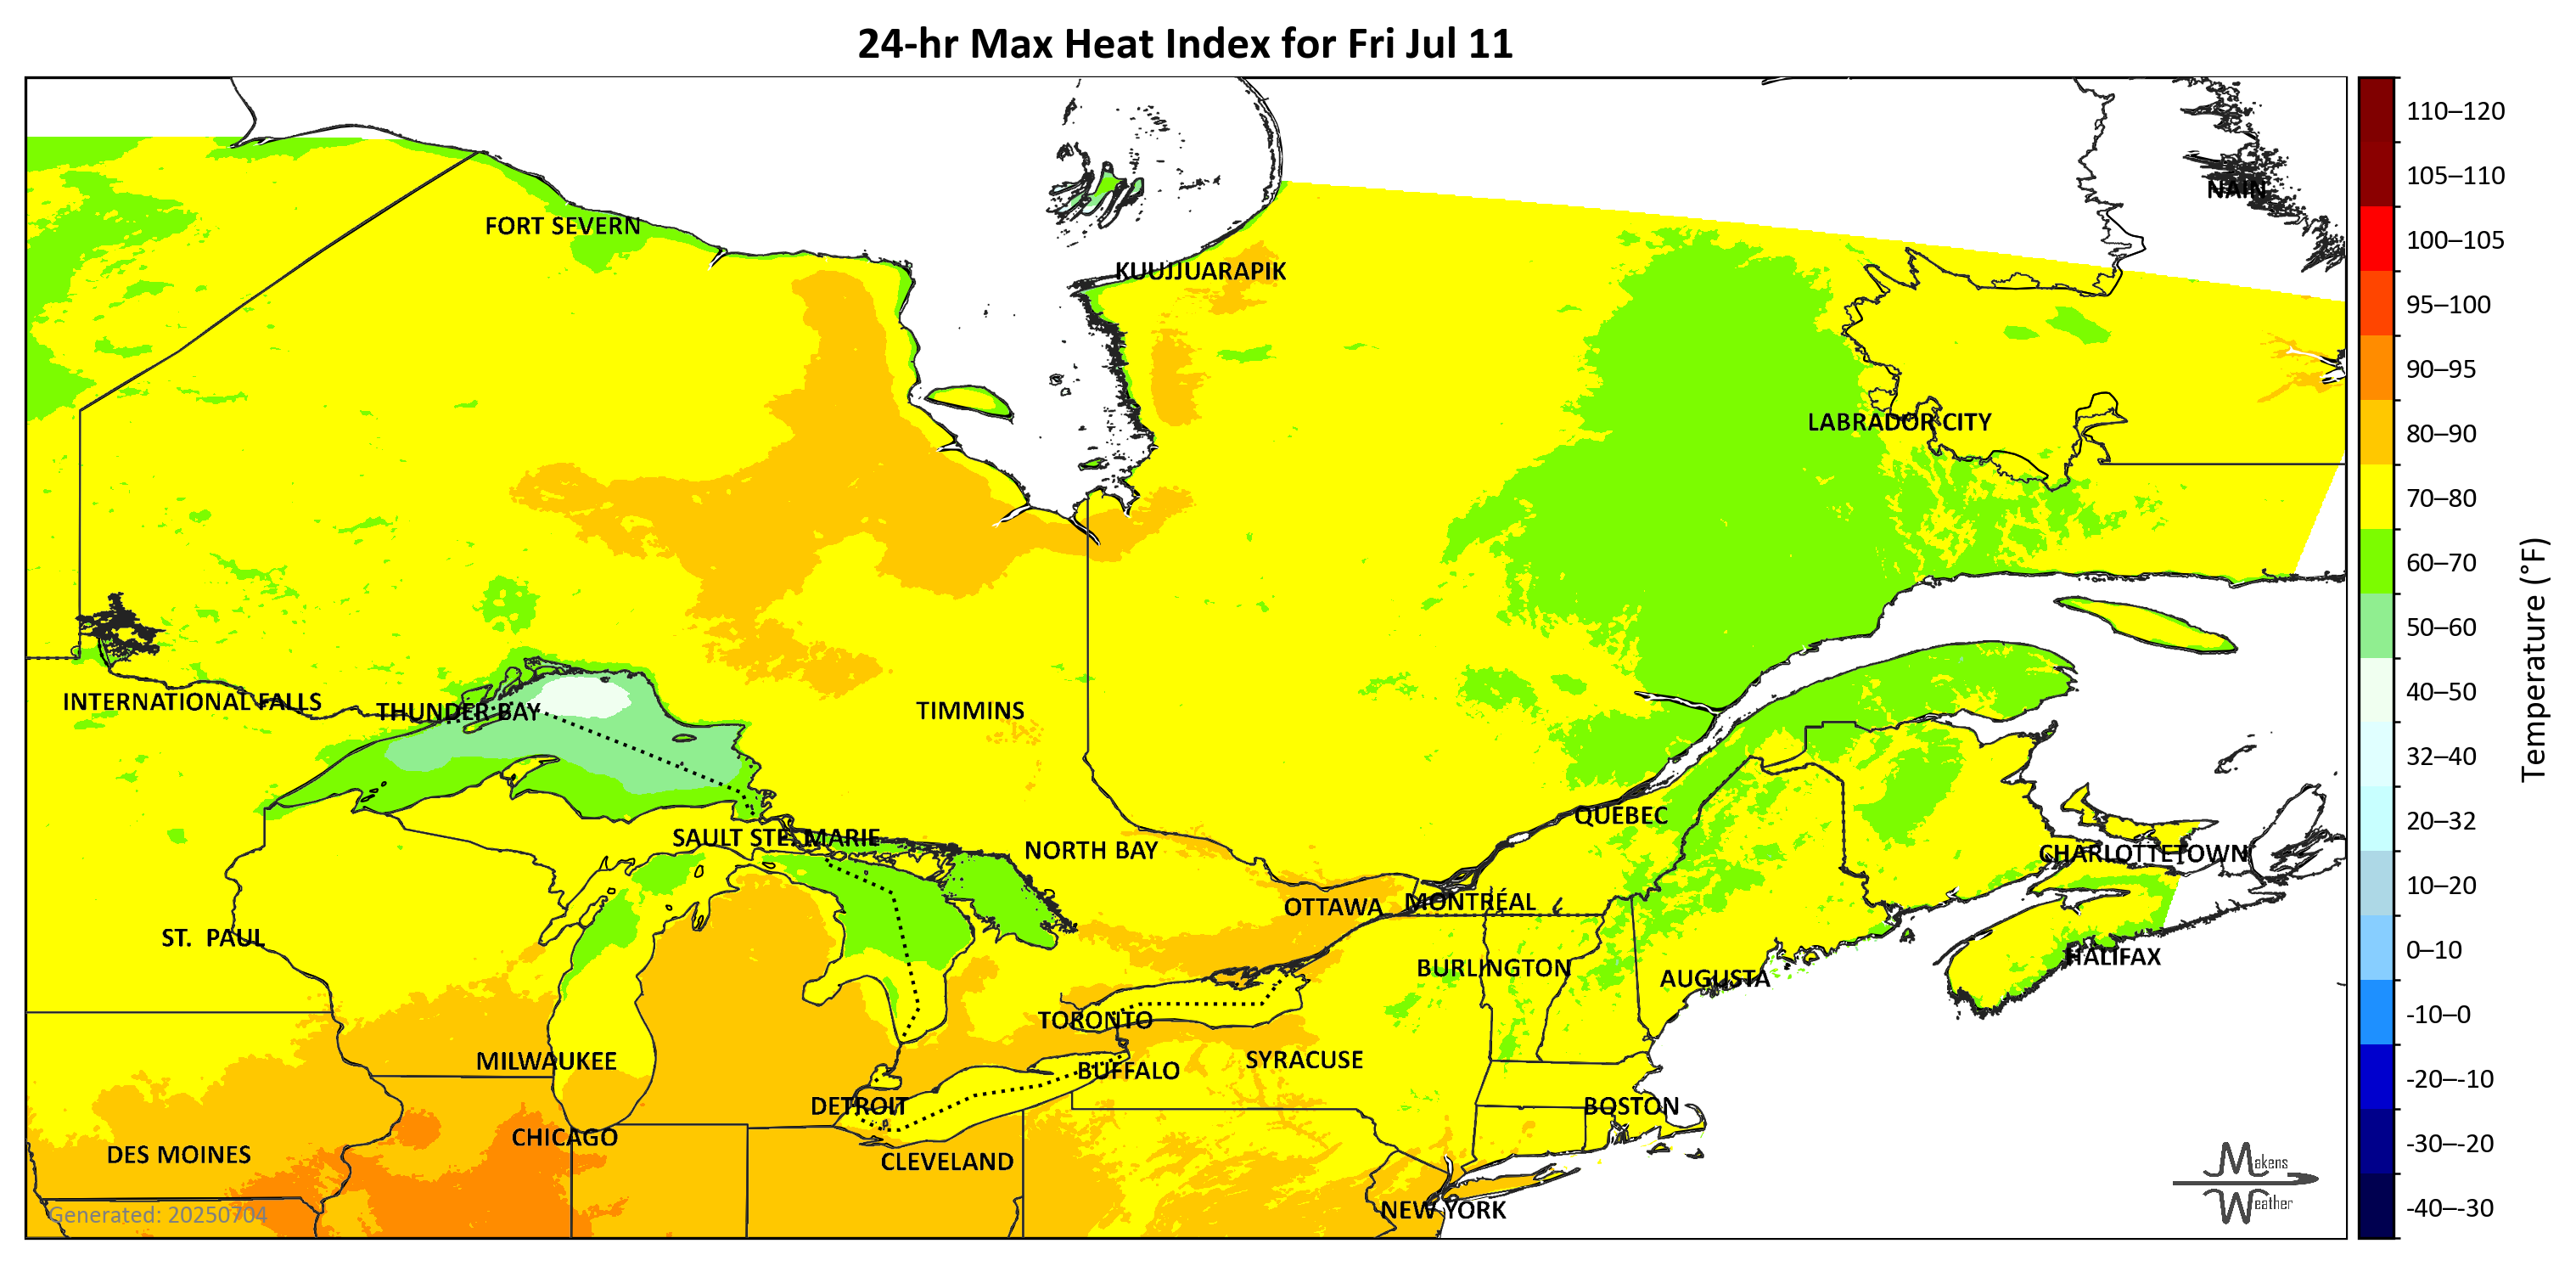 24-hr Max Heat Index for Fri Jul 11
NAIN
FORT SEVERN
KUUJJUARAPIK
LABRADOR CITY
INTERNATIONAL FALLS
THUNDER BAY
TIMMINS
QUEBEC
SAULT STE. MARIE
NORTH BAY
CHARLOTTETOWN
OTTAWA
MONTRÉAL
ST. PAUL
HALIFAX
BURLINGTON
AUGUSTA
TORONTO
MILWAUKEE
SYRACUSE
BUFFALO
DETROIT
BOSTON
CHICAGO
DES MOINES
CLEVELAND
NEW YORK
Generated: 20250704
Makens
Weather
110–120
105–110
100–105
95–100
90–95
80–90
70–80
60–70
50–60
40–50
32–40
20–32
10–20
0–10
-10–0
-20–-10
-30–-20
-40–-30
Temperature (°F)